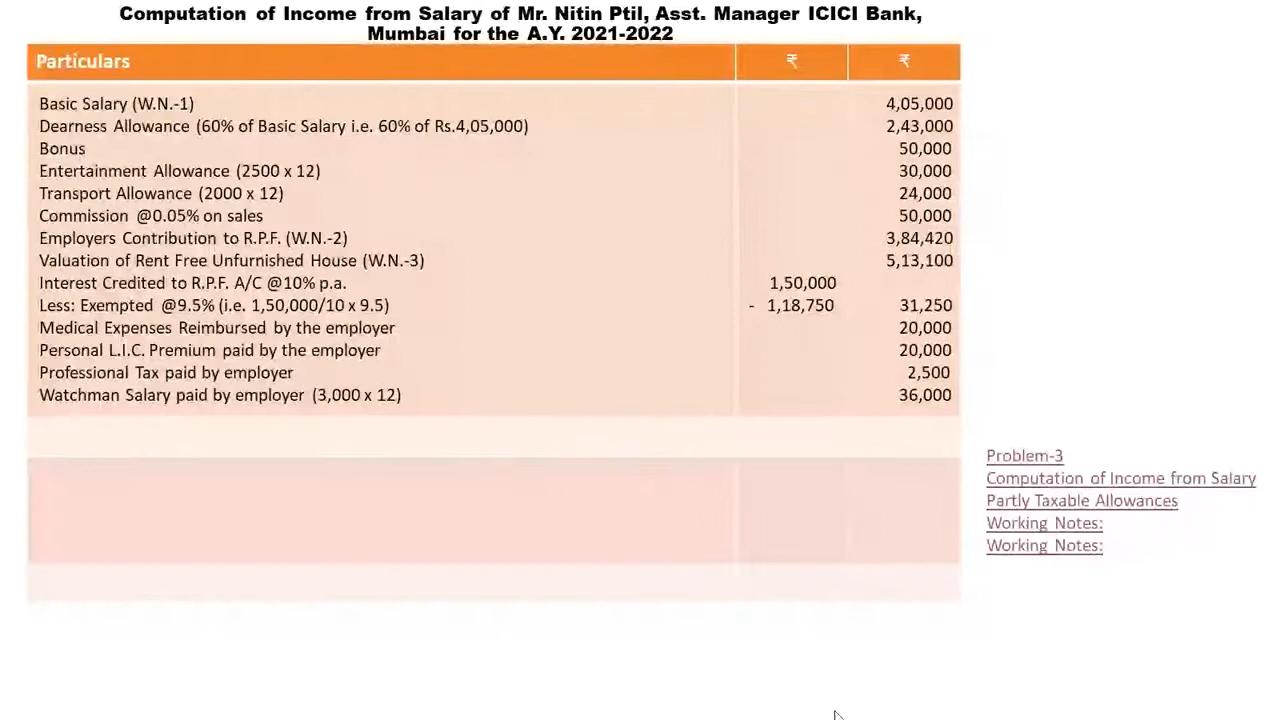 Computation of Income from Salary of Mr. Nitin Ptil, Asst. Manager ICICI Bank,
Mumbai for the A.Y. 2021-2022
Particulars ₹ ₹
Basic Salary (W.N.-1) 4,05,000
Dearness Allowance (60% of Basic Salary i.e. 60% of Rs.4,05,000) 2,43,000
Bonus 50,000
Entertainment Allowance (2500 x 12) 30,000
Transport Allowance (2000 x 12) 24,000
Commission @0.05% on sales 50,000
Employers Contribution to R.P.F. (W.N.-2) 3,84,420
Valuation of Rent Free Unfurnished House (W.N.-3) 5,13,100
Interest Credited to R.P.F. A/C @10% p.a. 1,50,000
Less: Exempted @9.5% (i.e. 1,50,000/10 x 9.5) - 1,18,750 31,250
Medical Expenses Reimbursed by the employer 20,000
Personal L.I.C. Premium paid by the employer 20,000
Professional Tax paid by employer 2,500
Watchman Salary paid by employer (3,000 x 12) 36,000
Problem-3
Computation of Income from Salary
Partly Taxable Allowances
Working Notes:
Working Notes: